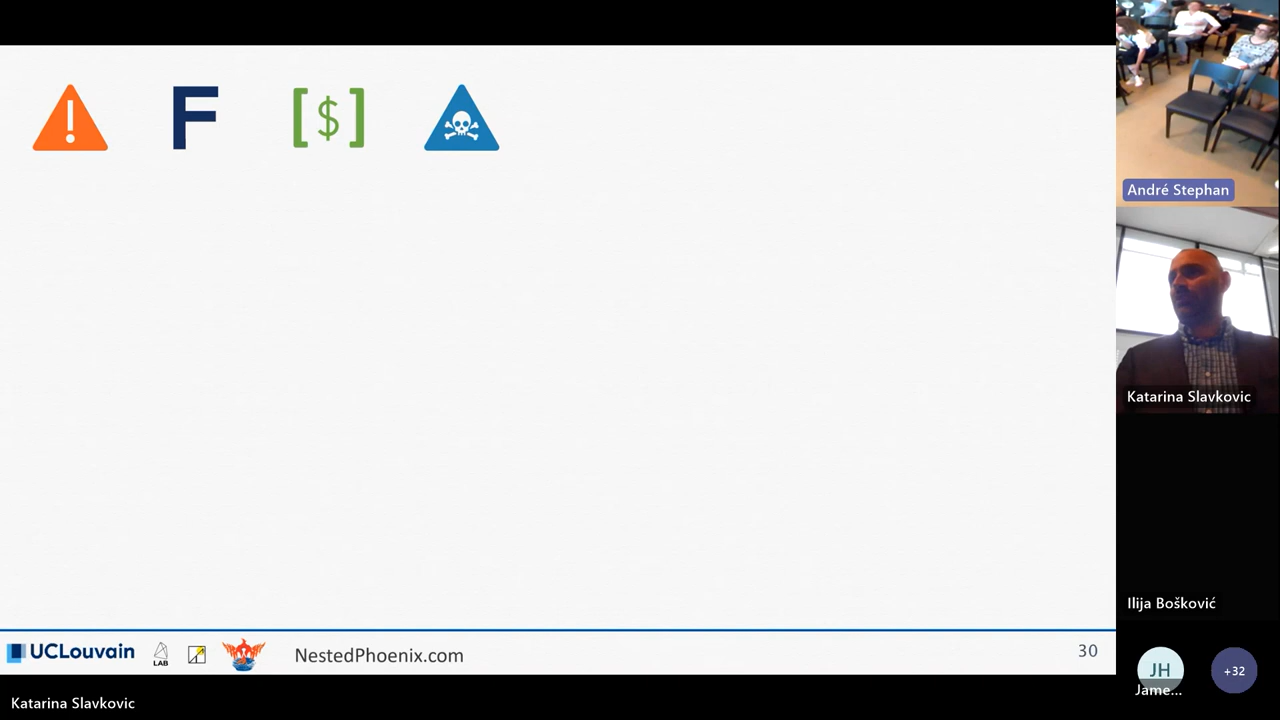 F
[$]
André Stephan
Katarina Slavkovic
Ilija Bošković
UCLouvain
LAB
NestedPhoenix.com
30
JH
Jame...
+32
Katarina Slavkovic